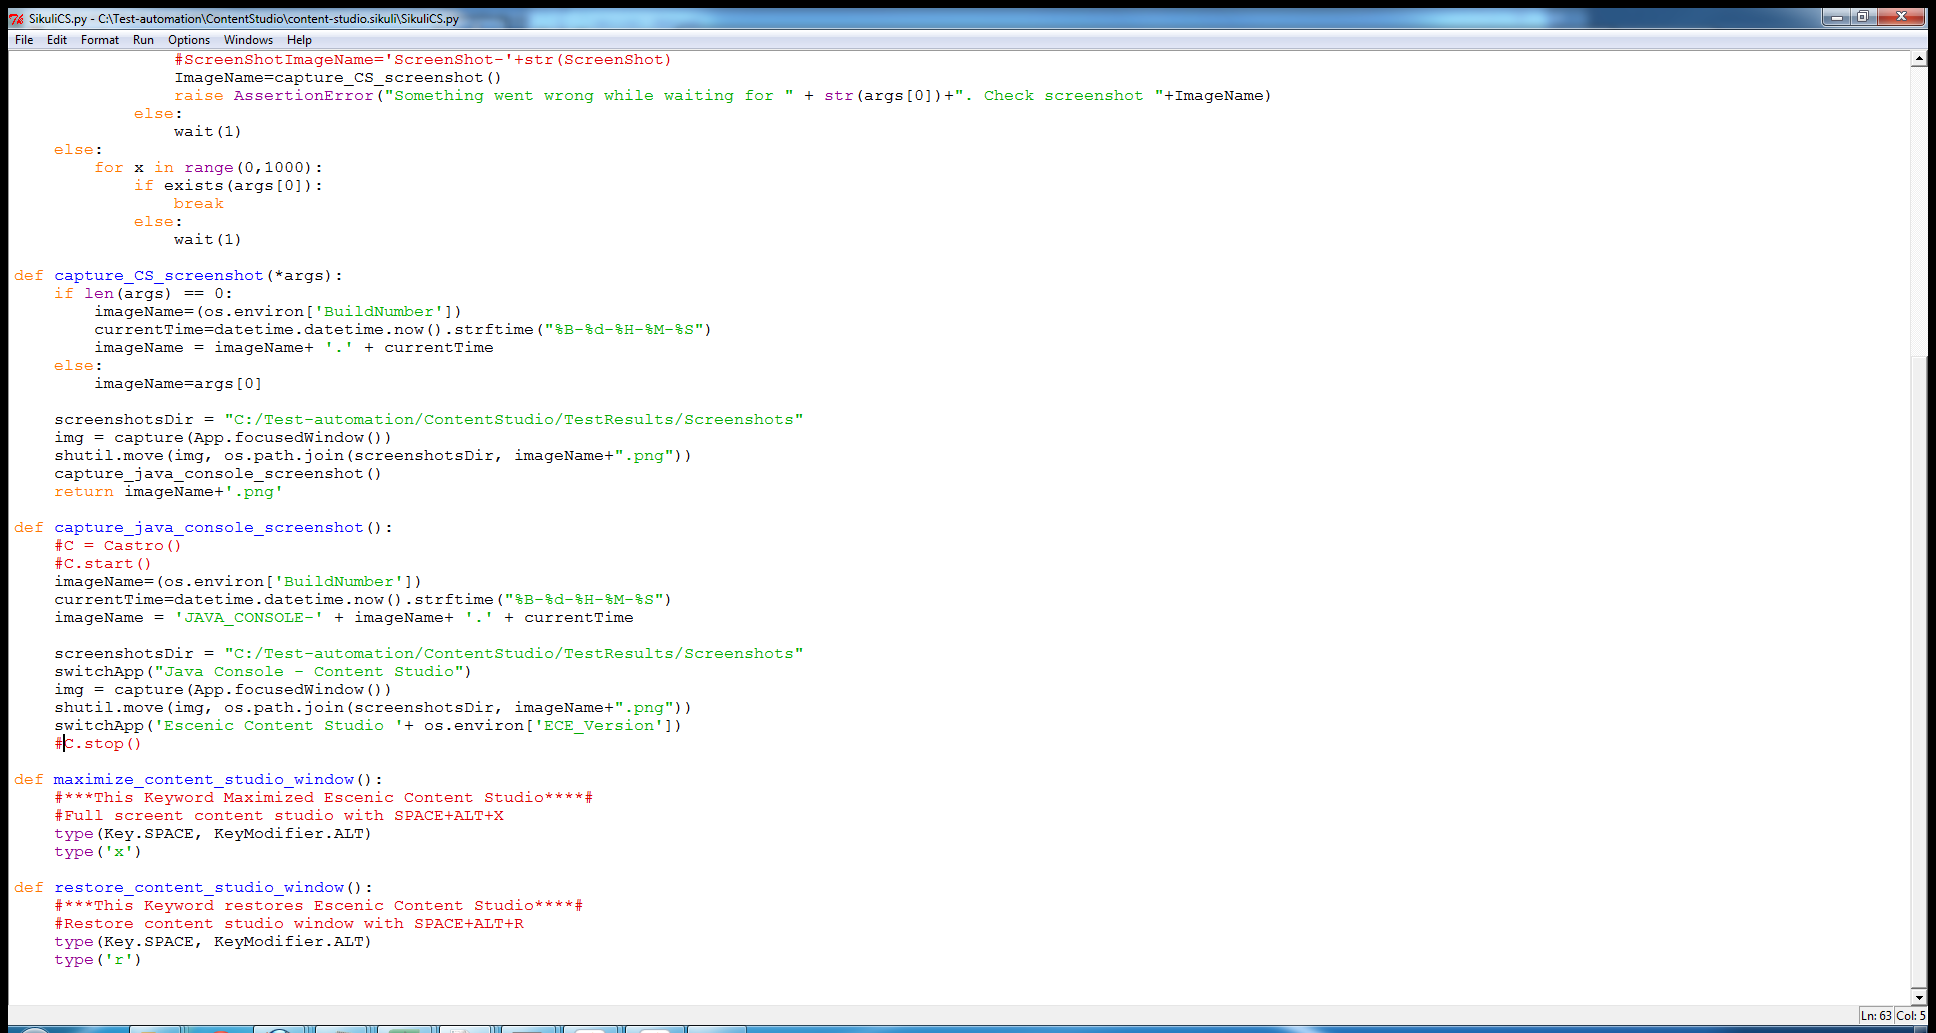 SikuliCS.py - C:\Test-automation\ContentStudio\content-studio.sikuli\SikuliCS.py
File Edit Format Run Options Windows Help
                #ScreenShotImageName='ScreenShot-'+str(ScreenShot)
                ImageName=capture_CS_screenshot()
                raise AssertionError("Something went wrong while waiting for " + str(args[0])+". Check screenshot "+ImageName)
            else:
                wait(1)
    else:
        for x in range(0,1000):
            if exists(args[0]):
                break
            else:
                wait(1)
def capture_CS_screenshot(*args):
    if len(args) == 0:
        imageName=(os.environ['BuildNumber'])
        currentTime=datetime.datetime.now().strftime("%B-%d-%H-%M-%S")
        imageName = imageName+ '.' + currentTime
    else:
        imageName=args[0]
    screenshotsDir = "C:/Test-automation/ContentStudio/TestResults/Screenshots"
    img = capture(App.focusedWindow())
    shutil.move(img, os.path.join(screenshotsDir, imageName+".png"))
    capture_java_console_screenshot()
    return imageName+'.png'
def capture_java_console_screenshot():
    #C = Castro()
    #C.start()
    imageName=(os.environ['BuildNumber'])
    currentTime=datetime.datetime.now().strftime("%B-%d-%H-%M-%S")
    imageName = 'JAVA_CONSOLE-' + imageName+ '.' + currentTime
    screenshotsDir = "C:/Test-automation/ContentStudio/TestResults/Screenshots"
    switchApp("Java Console - Content Studio")
    img = capture(App.focusedWindow())
    shutil.move(img, os.path.join(screenshotsDir, imageName+".png"))
    switchApp('Escenic Content Studio '+ os.environ['ECE_Version'])
    #C.stop()
def maximize_content_studio_window():
    #***This Keyword Maximized Escenic Content Studio****#
    #Full screent content studio with SPACE+ALT+X
    type(Key.SPACE, KeyModifier.ALT)
    type('x')
def restore_content_studio_window():
    #***This Keyword restores Escenic Content Studio****#
    #Restore content studio window with SPACE+ALT+R
    type(Key.SPACE, KeyModifier.ALT)
    type('r')
Ln: 63 Col: 5